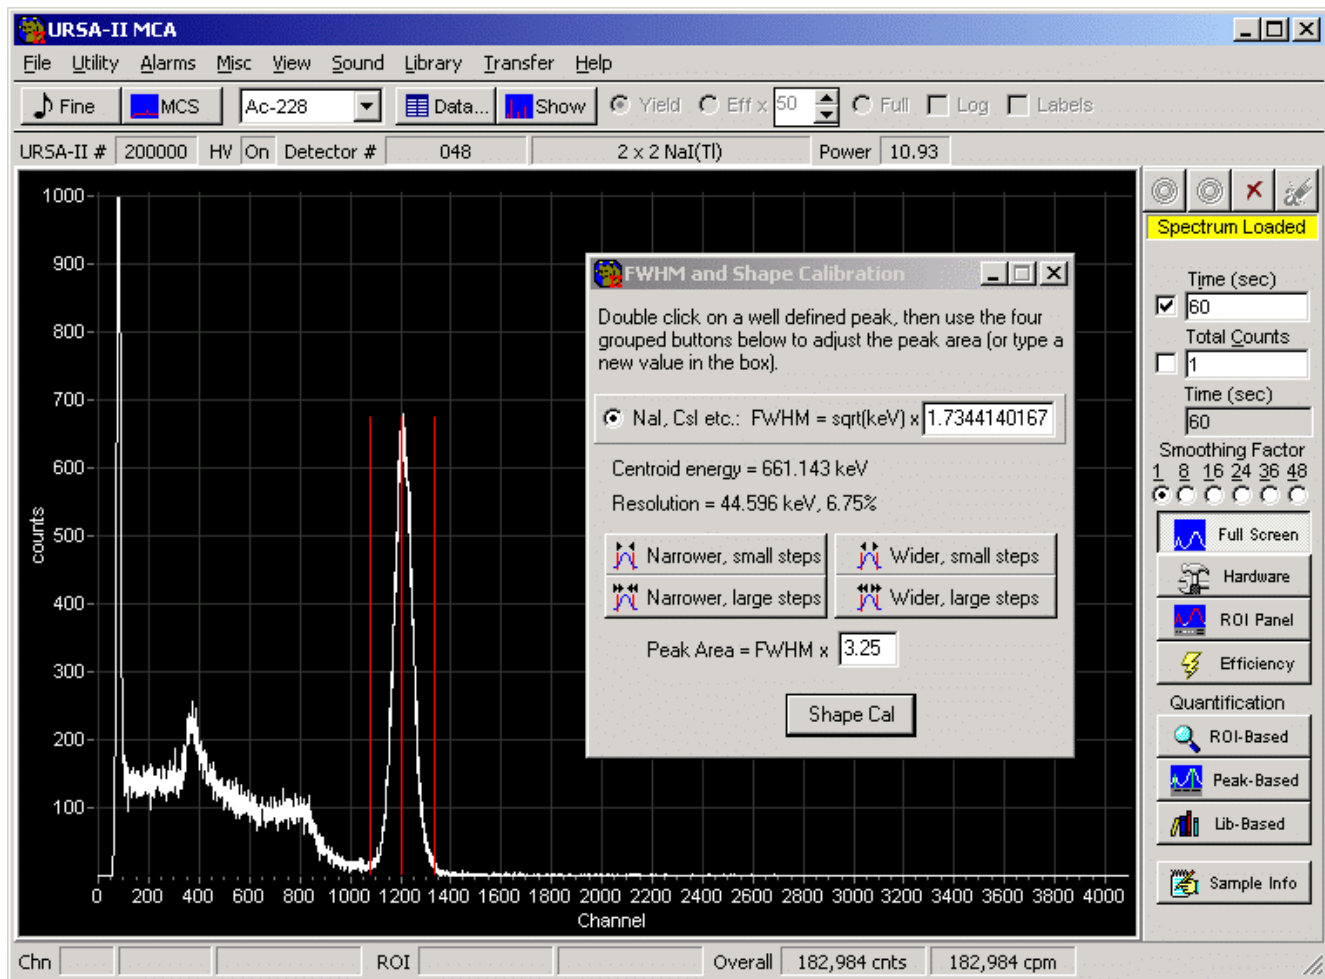 URSA-II MCA
File Utility Alarms Misc View Sound Library Transfer Help
Fine MCS Ac-228 Data... Show Yield Eff x 50 Full Log Labels
URSA-II # 200000 HV On Detector # 048 2 x 2 NaI(Tl) Power 10.93
1000
900
800
700
600
500
400
300
200
100
counts
0 200 400 600 800 1000 1200 1400 1600 1800 2000 2200 2400 2600 2800 3000 3200 3400 3600 3800 4000
Channel
FWHM and Shape Calibration
Double click on a well defined peak, then use the four
grouped buttons below to adjust the peak area (or type a
new value in the box).
NaI, CsI etc.: FWHM = sqrt(keV) x 1.7344140167
Centroid energy = 661.143 keV
Resolution = 44.596 keV, 6.75%
Narrower, small steps Wider, small steps
Narrower, large steps Wider, large steps
Peak Area = FWHM x 3.25
Shape Cal
Spectrum Loaded
Time (sec)
60
Total Counts
1
Time (sec)
60
Smoothing Factor
1 8 16 24 36 48
Full Screen
Hardware
ROI Panel
Efficiency
Quantification
ROI-Based
Peak-Based
Lib-Based
Sample Info
Chn ROI Overall 182,984 cnts 182,984 cpm